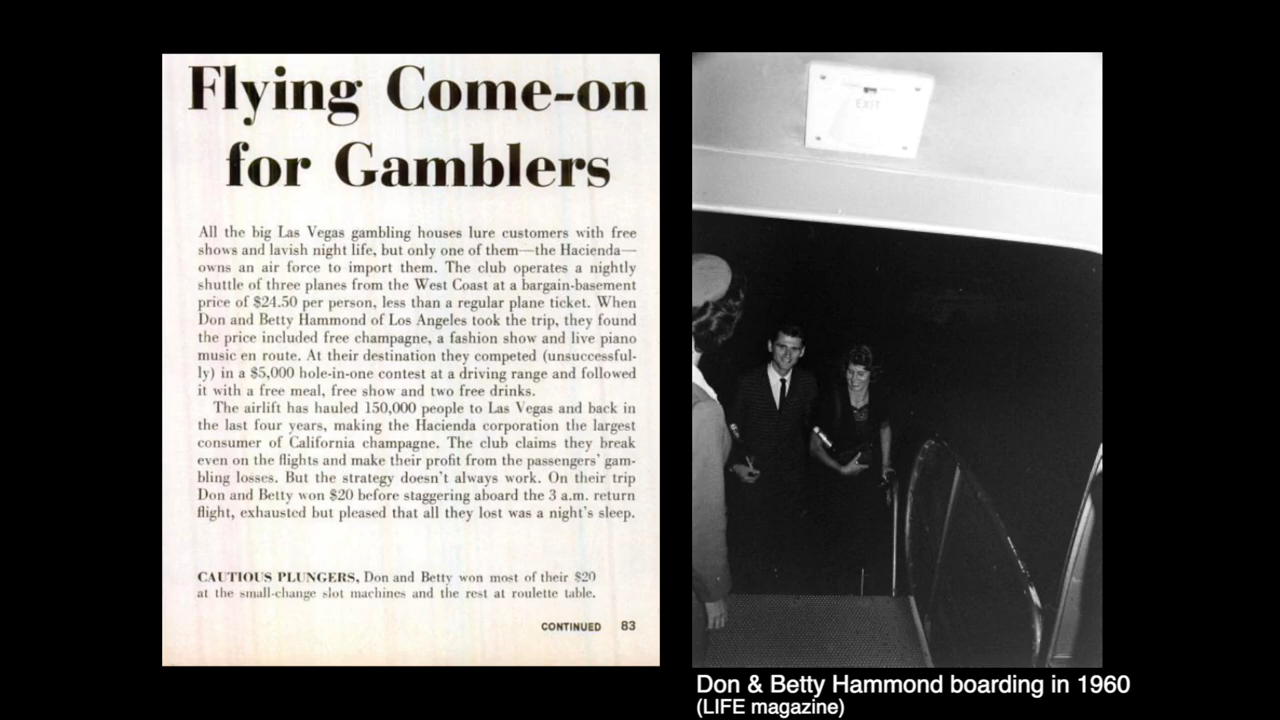 Flying Come-on
for Gamblers
All the big Las Vegas gambling houses lure customers with free
shows and lavish night life, but only one of them—the Hacienda—
owns an air force to import them. The club operates a nightly
shuttle of three planes from the West Coast at a bargain-basement
price of $24.50 per person, less than a regular plane ticket. When
Don and Betty Hammond of Los Angeles took the trip, they found
the price included free champagne, a fashion show and live piano
music en route. At their destination they competed (unsuccessful-
ly) in a $5,000 hole-in-one contest at a driving range and followed
it with a free meal, free show and two free drinks.
The airlift has hauled 150,000 people to Las Vegas and back in
the last four years, making the Hacienda corporation the largest
consumer of California champagne. The club claims they break
even on the flights and make their profit from the passengers' gam-
bling losses. But the strategy doesn't always work. On their trip
Don and Betty won $20 before staggering aboard the 3 a.m. return
flight, exhausted but pleased that all they lost was a night's sleep.
CAUTIOUS PLUNGERS, Don and Betty won most of their $20
at the small-change slot machines and the rest at roulette table.
CONTINUED 83
EXIT
Don & Betty Hammond boarding in 1960
(LIFE magazine)